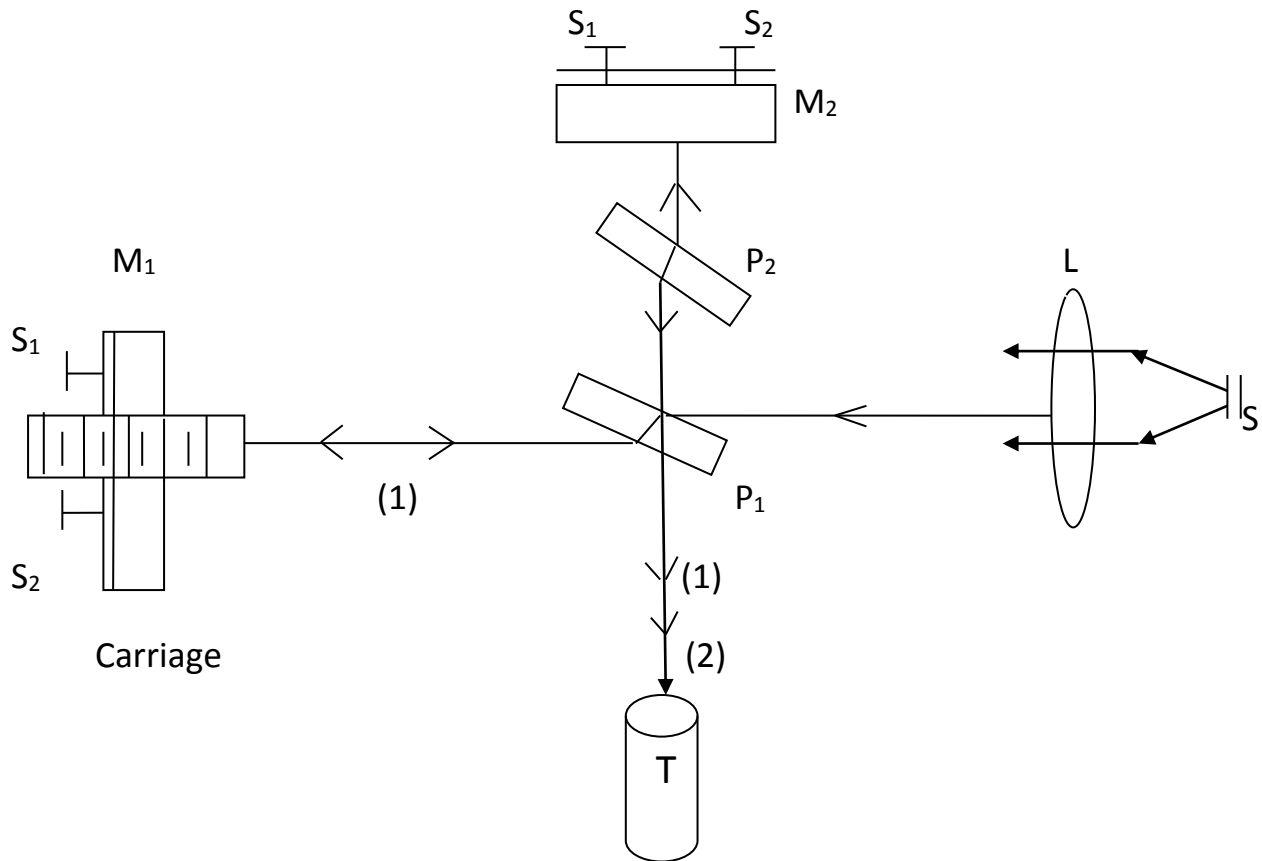 S₁ S₂
M₂
M₁
P₂
L
S₁
S
(1)
P₁
S₂
(1)
Carriage
(2)
T